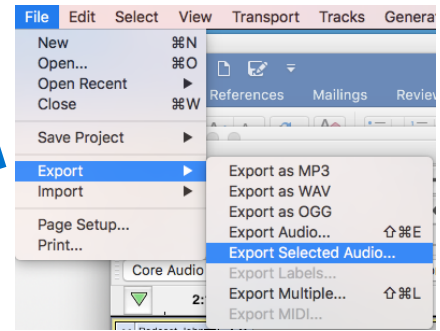 File Edit Select View Transport Tracks Genera
New ⌘N
Open... ⌘O
Open Recent ▶
Close ⌘W
References Mailings Review
Save Project ▶
Export ▶
Import ▶
Page Setup...
Print...
Export as MP3
Export as WAV
Export as OGG
Export Audio... ⇧⌘E
Export Selected Audio...
Export Labels...
Export Multiple... ⇧⌘L
Export MIDI...
Core Audio
2: